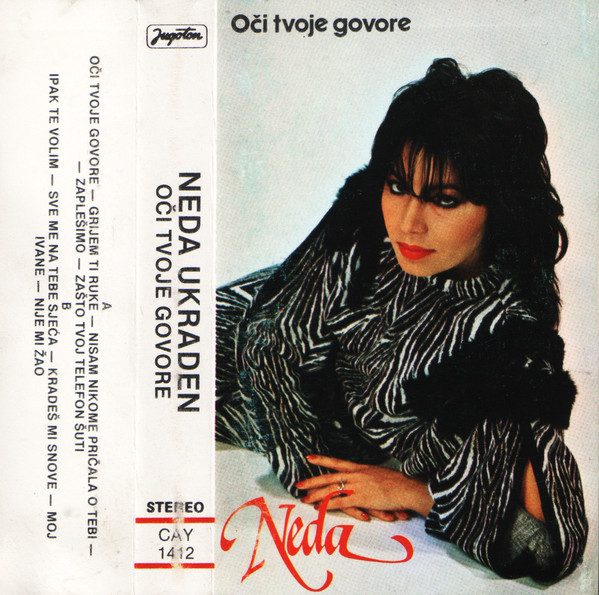 A
OČI TVOJE GOVORE — GRIJEM TI RUKE — NISAM NIKOME PRIČALA O TEBI —
— ZAPLEŠIMO — ZAŠTO TVOJ TELEFON ŠUTI
B
IPAK TE VOLIM — SVE ME NA TEBE SJEĆA — KRADEŠ MI SNOVE — MOJ
IVANE — NIJE MI ŽAO
Jugoton
NEDA UKRADEN
OČI TVOJE GOVORE
STEREO
CAY
1412
Oči tvoje govore
Neda